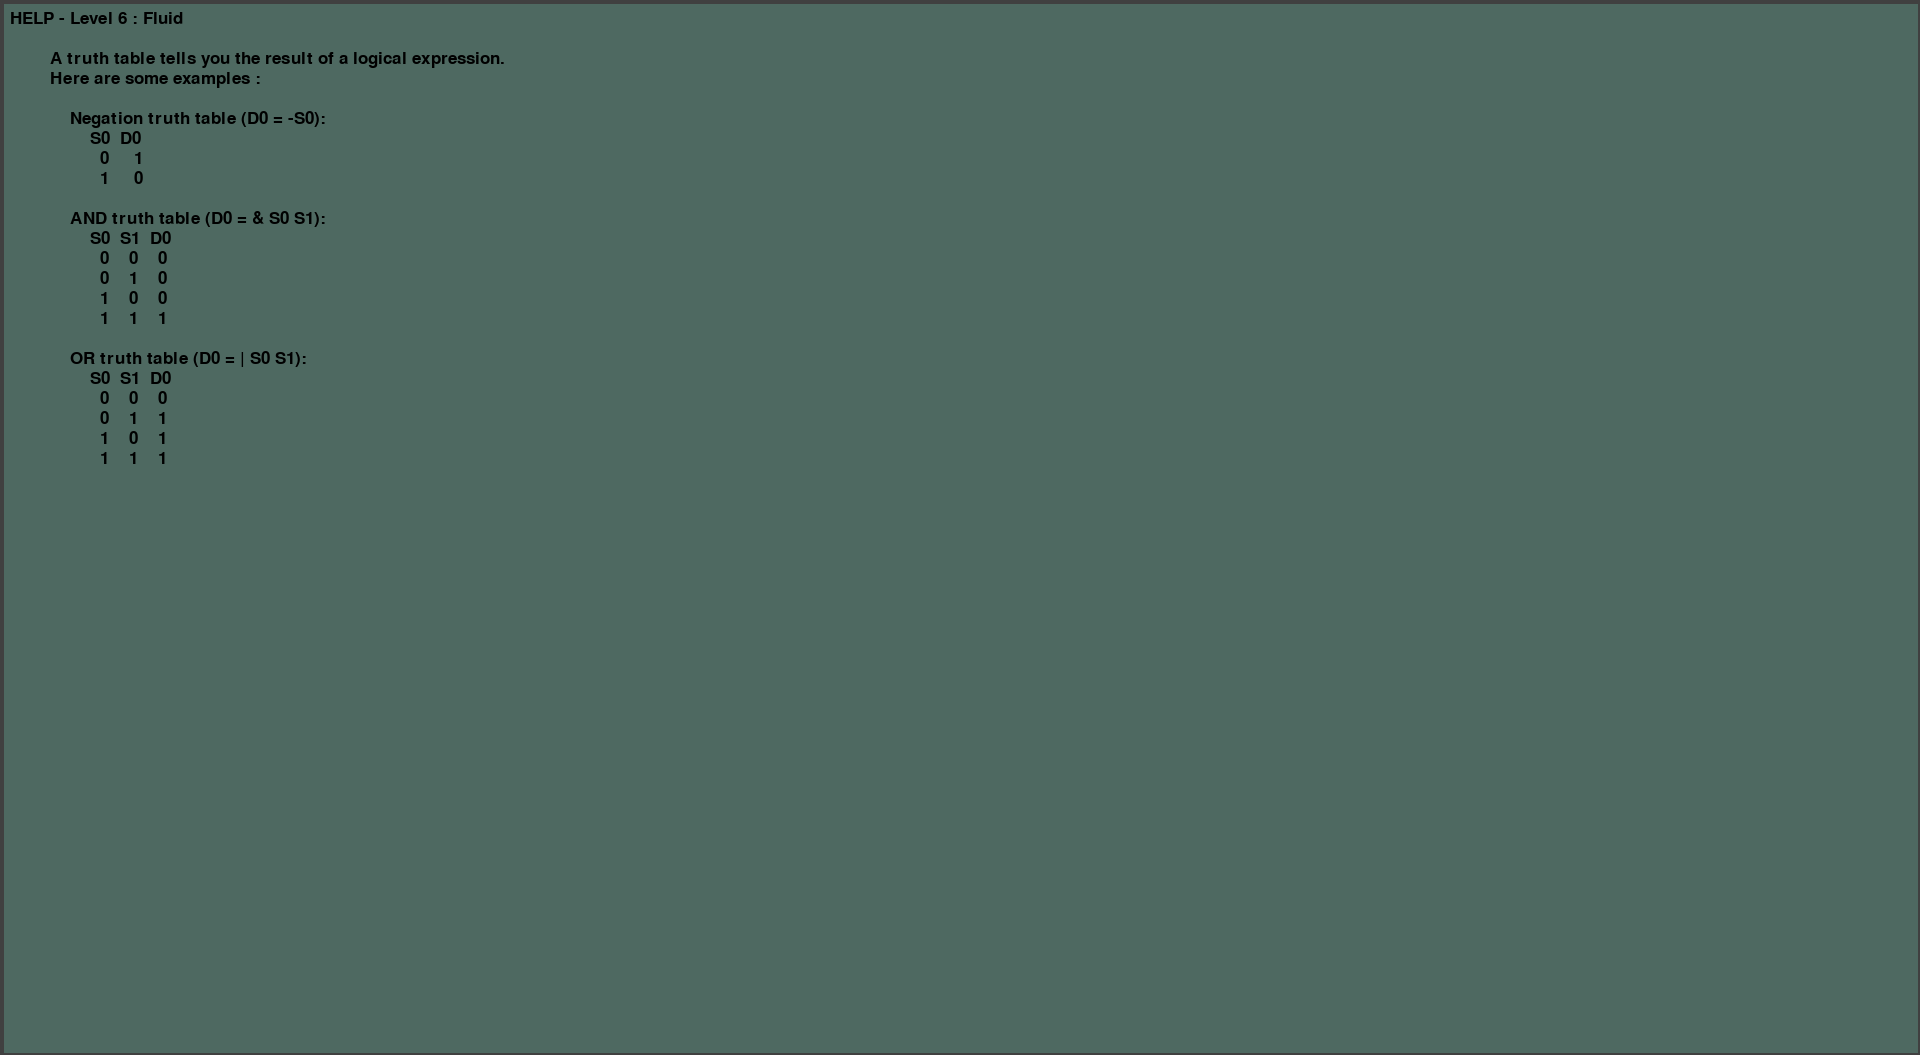 HELP - Level 6 : Fluid
A truth table tells you the result of a logical expression.
Here are some examples :
Negation truth table (D0 = -S0):
S0 D0
0 1
1 0
AND truth table (D0 = & S0 S1):
S0 S1 D0
0 0 0
0 1 0
1 0 0
1 1 1
OR truth table (D0 = | S0 S1):
S0 S1 D0
0 0 0
0 1 1
1 0 1
1 1 1